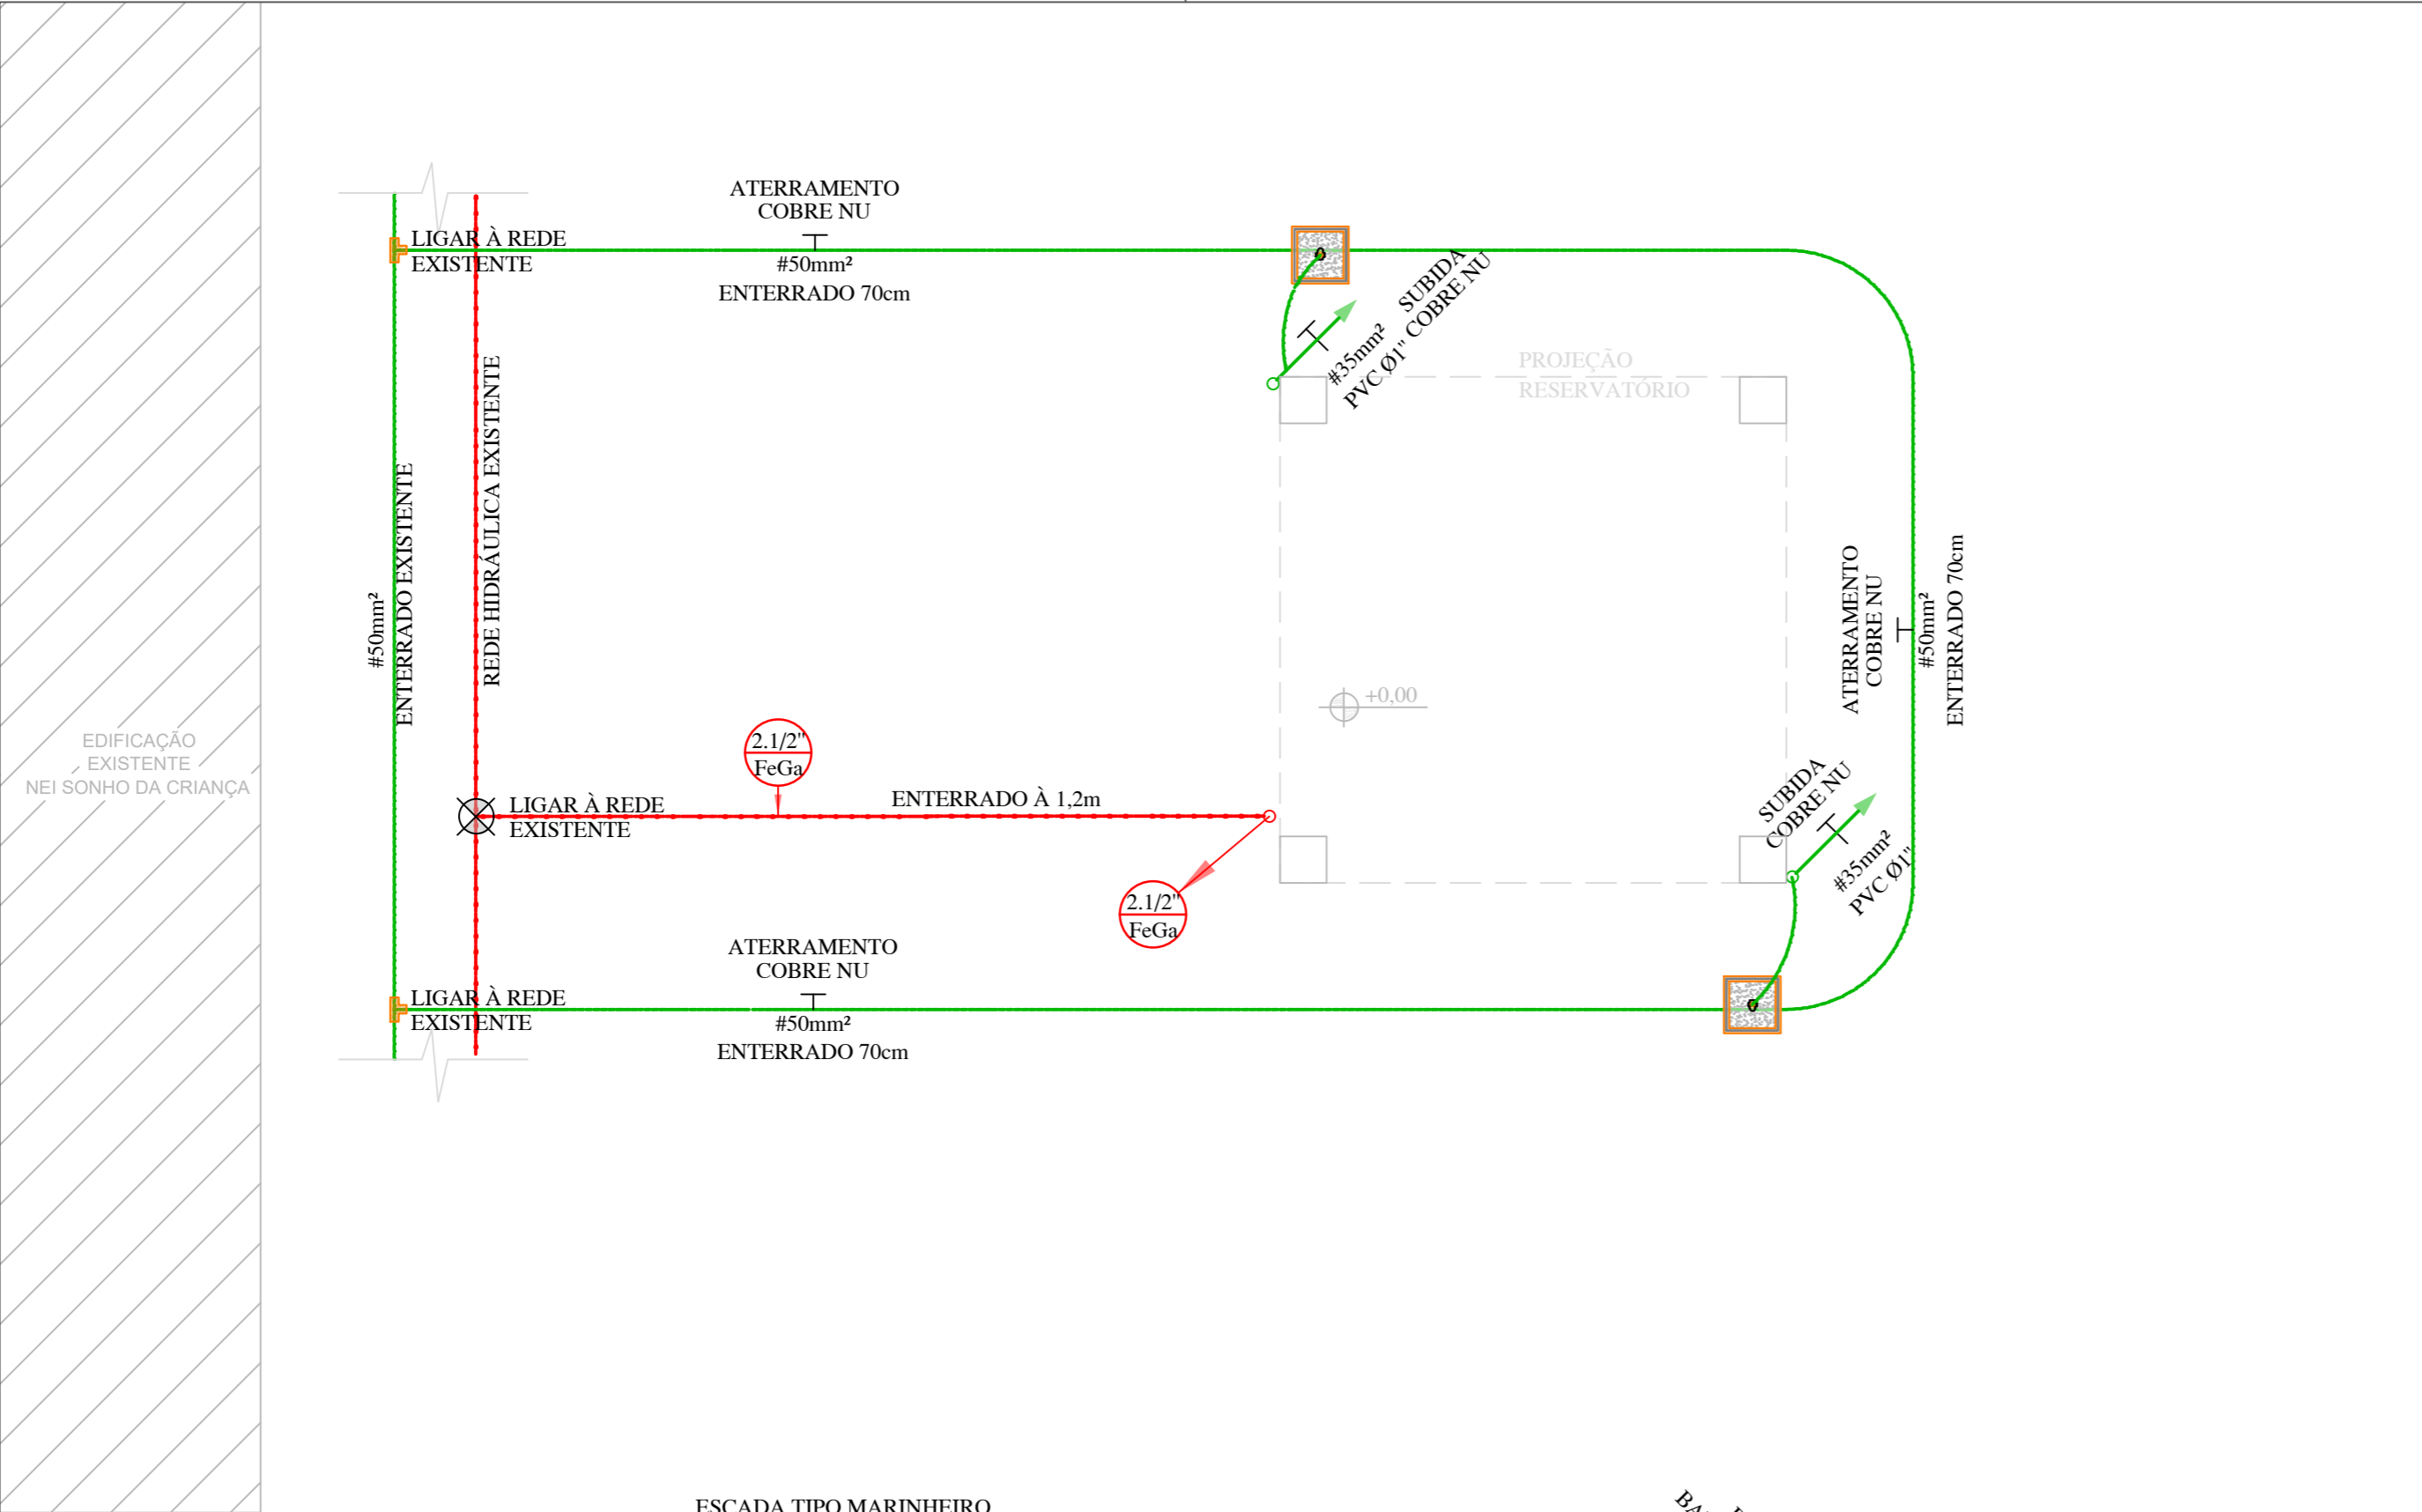 ATERRAMENTO
COBRE NU
#50mm²
ENTERRADO 70cm
LIGAR À REDE
EXISTENTE
SUBIDA
COBRE NU
#35mm²
PVC Ø1"
PROJEÇÃO
RESERVATÓRIO
#50mm²
ENTERRADO EXISTENTE
REDE HIDRÁULICA EXISTENTE
ATERRAMENTO
COBRE NU
#50mm²
ENTERRADO 70cm
+0,00
EDIFICAÇÃO
EXISTENTE
NEI SONHO DA CRIANÇA
2.1/2"
FeGa
LIGAR À REDE
EXISTENTE
ENTERRADO À 1,2m
SUBIDA
COBRE NU
#35mm²
PVC Ø1"
2.1/2"
FeGa
ATERRAMENTO
COBRE NU
#50mm²
ENTERRADO 70cm
LIGAR À REDE
EXISTENTE
ESCADA TIPO MARINHEIRO